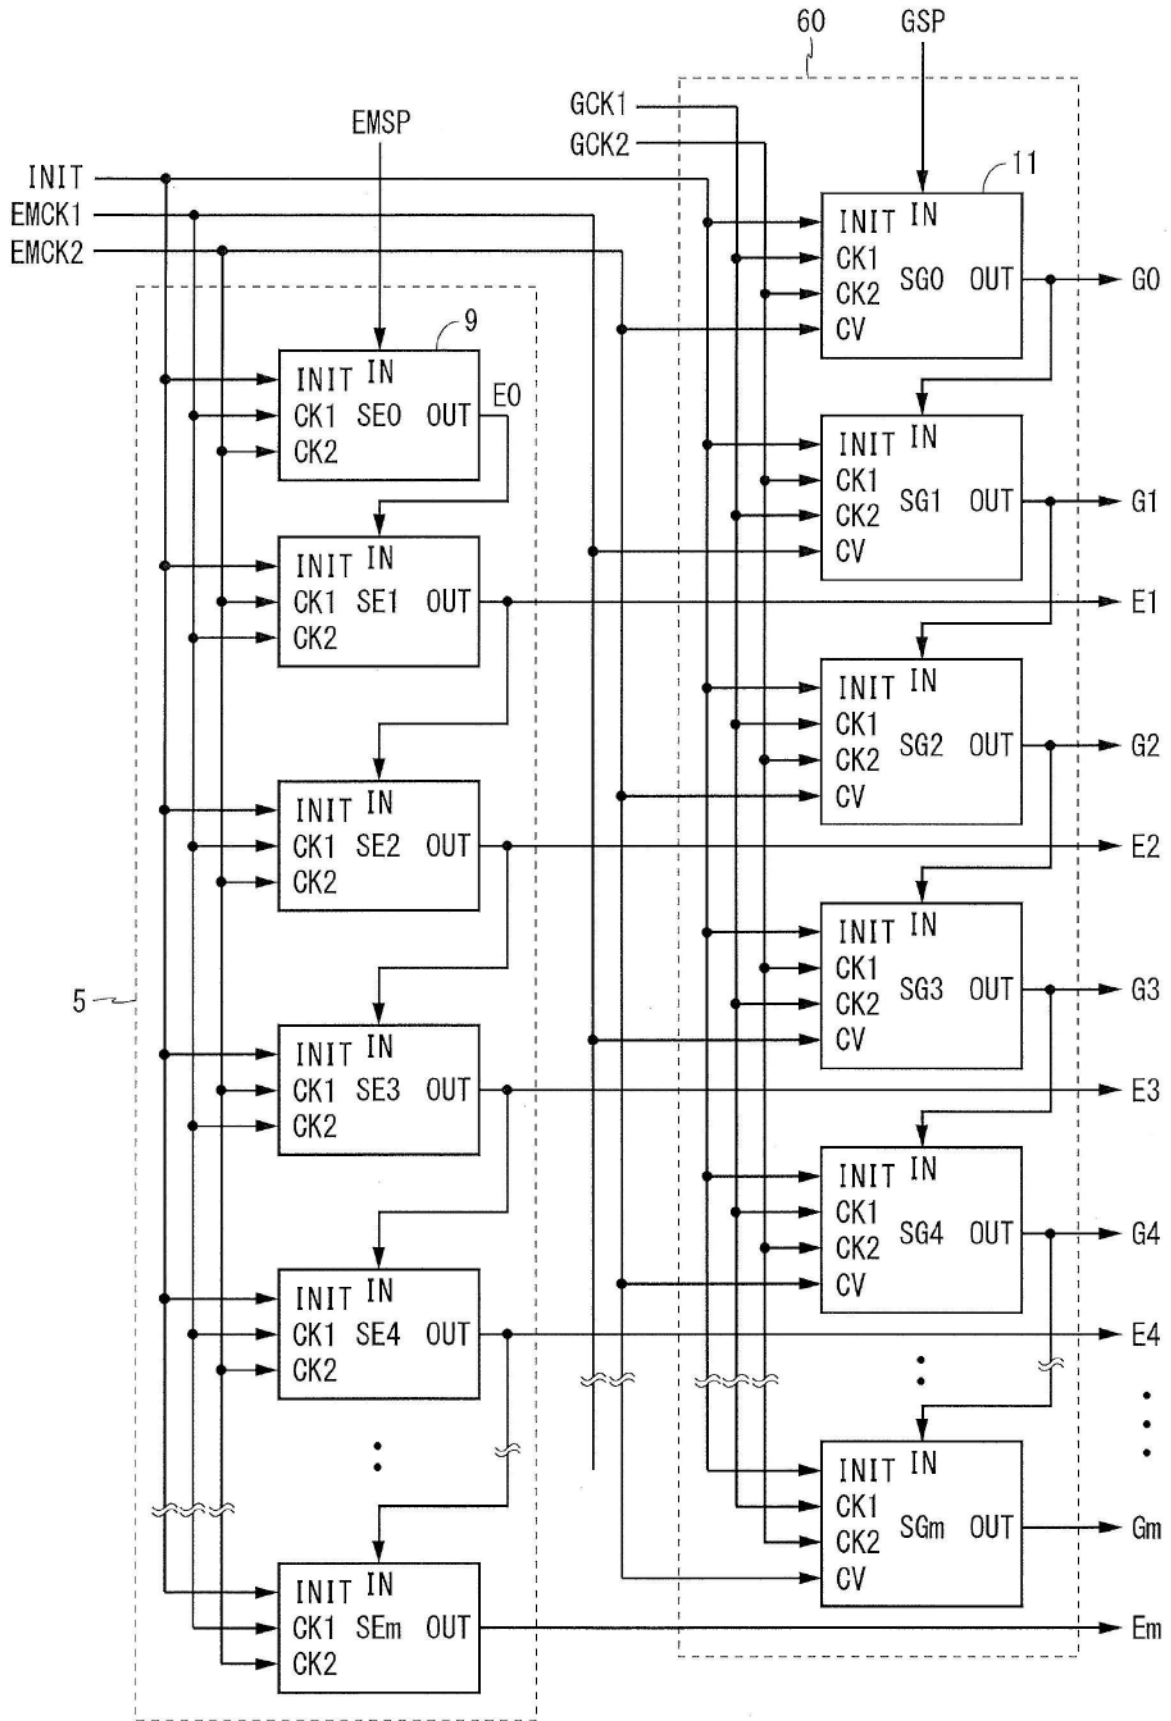 60
GSP
GCK1
GCK2
EMSP
INIT
EMCK1
EMCK2
11
INIT IN
CK1
CK2 SG0 OUT
CV
G0
9
INIT IN
CK1 SE0 OUT
CK2
E0
INIT IN
CK1
CK2 SG1 OUT
CV
G1
INIT IN
CK1 SE1 OUT
CK2
E1
INIT IN
CK1
CK2 SG2 OUT
CV
G2
INIT IN
CK1 SE2 OUT
CK2
E2
INIT IN
CK1
CK2 SG3 OUT
CV
G3
5
INIT IN
CK1 SE3 OUT
CK2
E3
INIT IN
CK1
CK2 SG4 OUT
CV
G4
INIT IN
CK1 SE4 OUT
CK2
E4
INIT IN
CK1
CK2 SGm OUT
CV
Gm
INIT IN
CK1 SEm OUT
CK2
Em